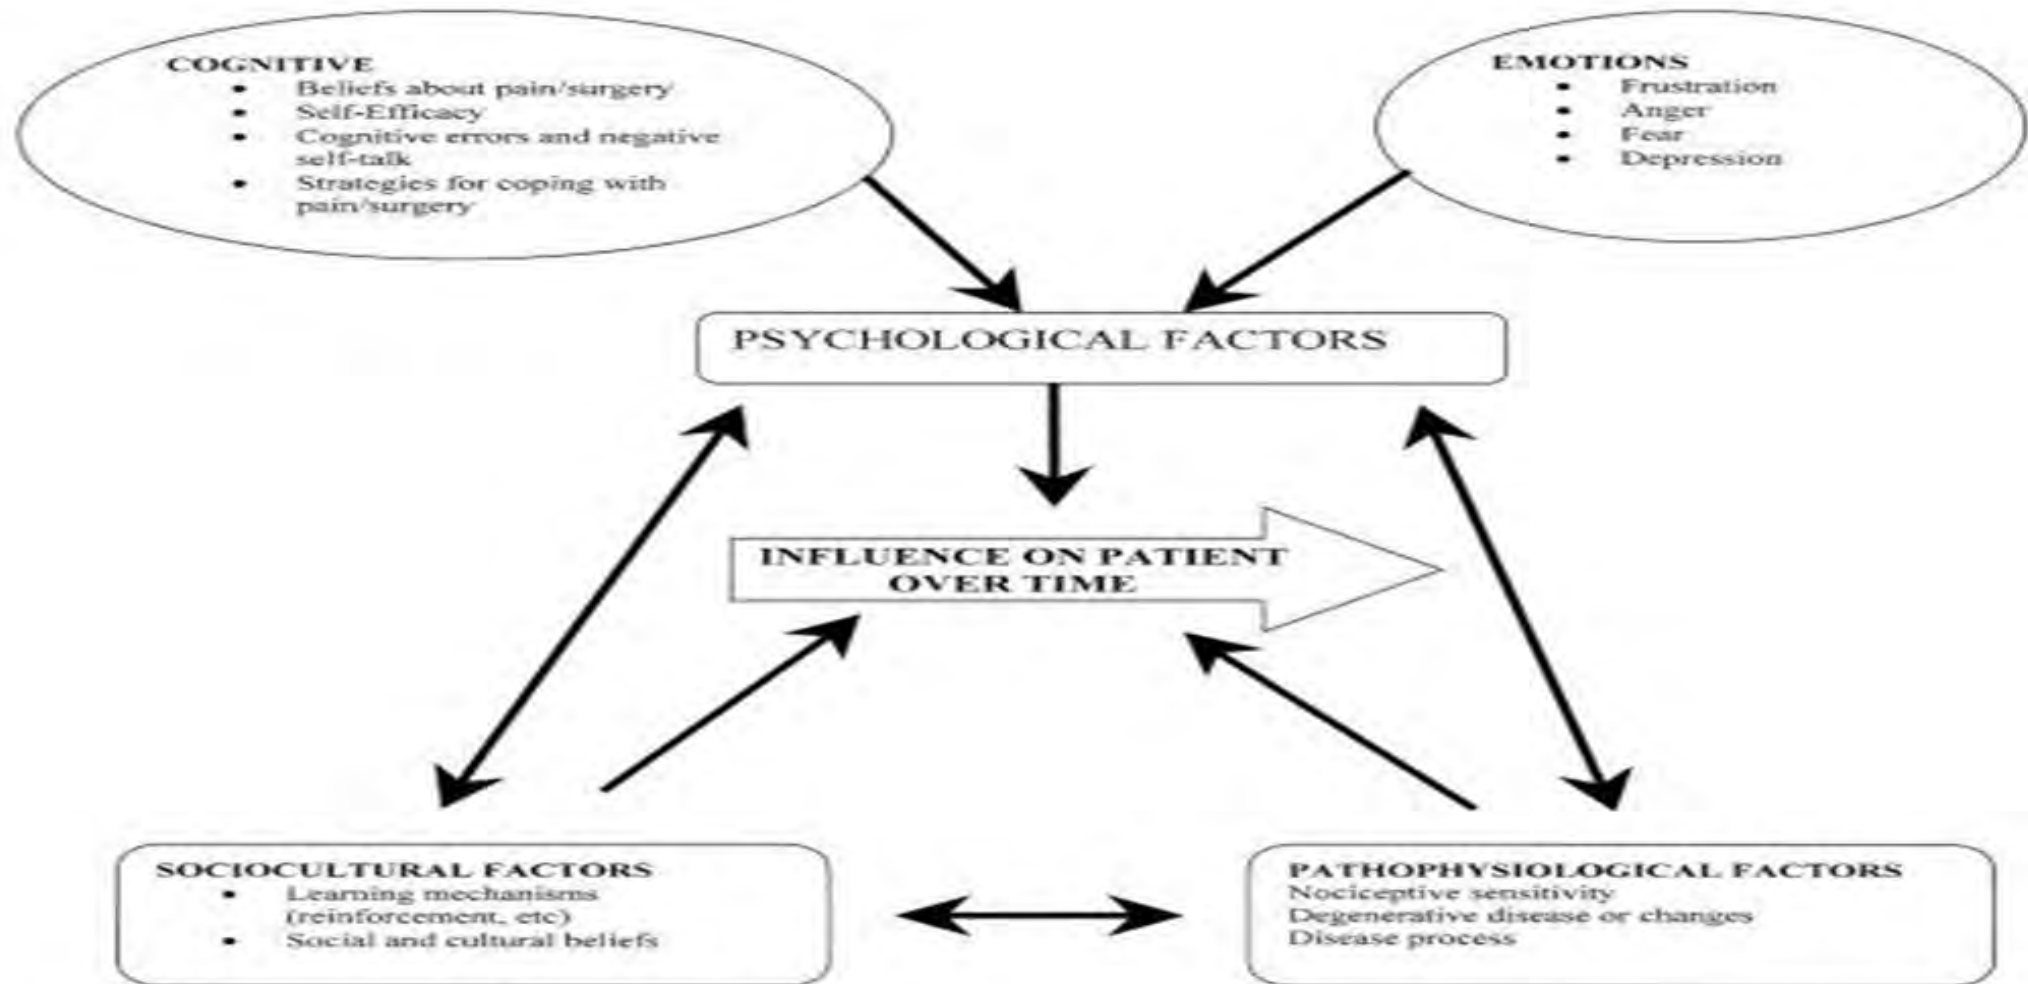 COGNITIVE
• Beliefs about pain/surgery
• Self-Efficacy
• Cognitive errors and negative
self-talk
• Strategies for coping with
pain/surgery
EMOTIONS
• Frustration
• Anger
• Fear
• Depression
PSYCHOLOGICAL FACTORS
INFLUENCE ON PATIENT
OVER TIME
SOCIOCULTURAL FACTORS
• Learning mechanisms
(reinforcement, etc)
• Social and cultural beliefs
PATHOPHYSIOLOGICAL FACTORS
Nociceptive sensitivity
Degenerative disease or changes
Disease process